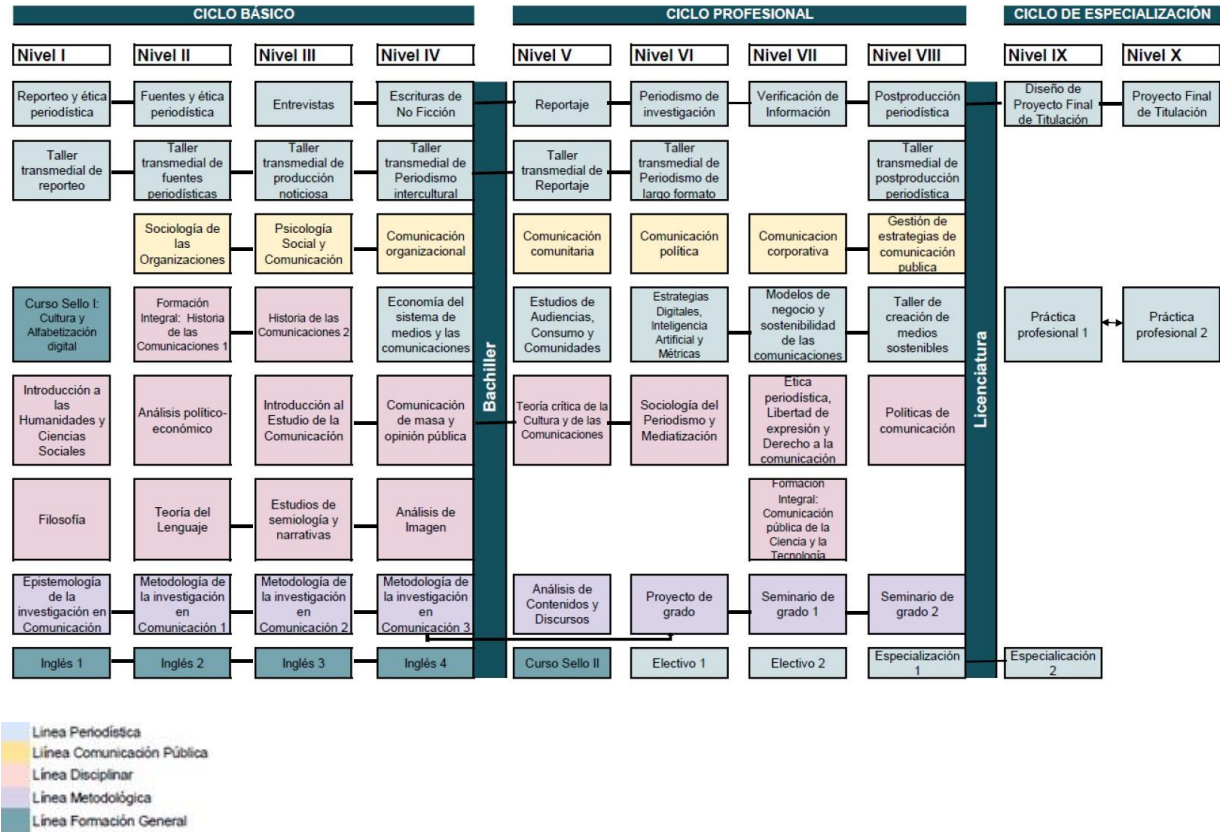 CICLO BÁSICO
CICLO PROFESIONAL
CICLO DE ESPECIALIZACIÓN
Nivel I
Nivel II
Nivel III
Nivel IV
Nivel V
Nivel VI
Nivel VII
Nivel VIII
Nivel IX
Nivel X
Reporteo y ética
periodística
Fuentes y ética
periodística
Entrevistas
Escrituras de
No Ficción
Reportaje
Periodismo de
investigación
Verificación de
Información
Postproducción
periodística
Diseño de
Proyecto Final
de Titulación
Proyecto Final
de Titulación
Taller
transmedial de
reporteo
Taller
transmedial de
fuentes
periodísticas
Taller
transmedial de
producción
noticiosa
Taller
transmedial de
Periodismo
intercultural
Taller
transmedial de
Reportaje
Taller
transmedial de
Periodismo de
largo formato
Taller
transmedial de
postproducción
periodística
Sociología de
las
Organizaciones
Psicología
Social y
Comunicación
Comunicación
organizacional
Comunicación
comunitaria
Comunicación
política
Comunicacion
corporativa
Gestión de
estrategias de
comunicación
publica
Curso Sello I:
Cultura y
Alfabetización
digital
Formación
Integral: Historia
de las
Comunicaciones 1
Historia de las
Comunicaciones 2
Economía del
sistema de
medios y las
comunicaciones
Estudios de
Audiencias,
Consumo y
Comunidades
Estrategias
Digitales,
Inteligencia
Artificial y
Métricas
Modelos de
negocio y
sostenibilidad
de las
comunicaciones
Taller de
creación de
medios
sostenibles
Práctica
profesional 1
Práctica
profesional 2
Bachiller
Licenciatura
Introducción a
las
Humanidades y
Ciencias
Sociales
Análisis político-
económico
Introducción al
Estudio de la
Comunicación
Comunicación
de masa y
opinión pública
Teoría crítica de la
Cultura y de las
Comunicaciones
Sociología del
Periodismo y
Mediatización
Etica
periodística,
Libertad de
expresión y
Derecho a la
comunicación
Políticas de
comunicación
Filosofía
Teoría del
Lenguaje
Estudios de
semiología y
narrativas
Análisis de
Imagen
Formación
Integral:
Comunicación
pública de la
Ciencia y la
Tecnología
Epistemología
de la
investigación en
Comunicación
Metodología de
la investigación
en
Comunicación 1
Metodología de
la investigación
en
Comunicación 2
Metodología de
la investigación
en
Comunicación 3
Análisis de
Contenidos y
Discursos
Proyecto de
grado
Seminario de
grado 1
Seminario de
grado 2
Inglés 1
Inglés 2
Inglés 3
Inglés 4
Curso Sello II
Electivo 1
Electivo 2
Especialización
1
Especialicación
2
Linea Periodística
Liínea Comunicación Pública
Línea Disciplinar
Línea Metodológica
Línea Formación General